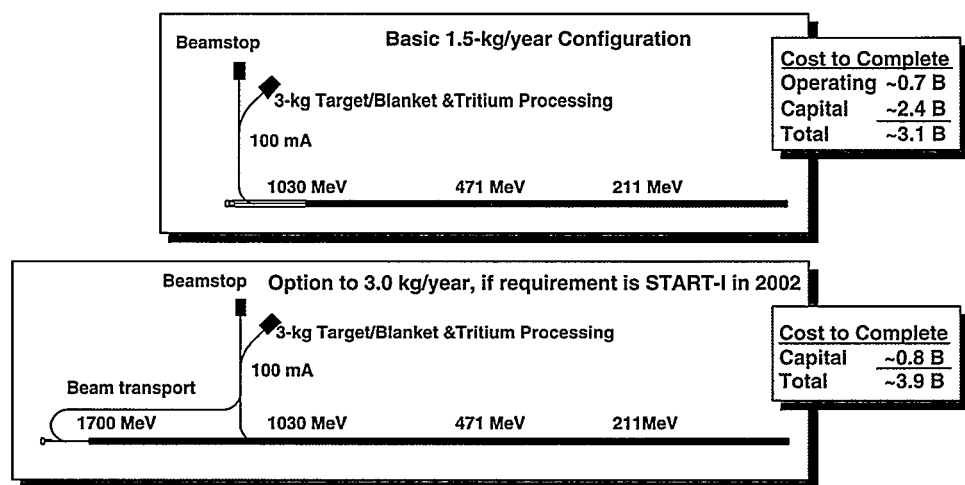 Basic 1.5-kg/year Configuration
Beamstop
3-kg Target/Blanket &Tritium Processing
100 mA
1030 MeV 471 MeV 211 MeV
Cost to Complete
Operating ~0.7 B
Capital ~2.4 B
Total ~3.1 B
Option to 3.0 kg/year, if requirement is START-I in 2002
Beamstop
3-kg Target/Blanket &Tritium Processing
100 mA
Beam transport
1700 MeV 1030 MeV 471 MeV 211MeV
Cost to Complete
Capital ~0.8 B
Total ~3.9 B